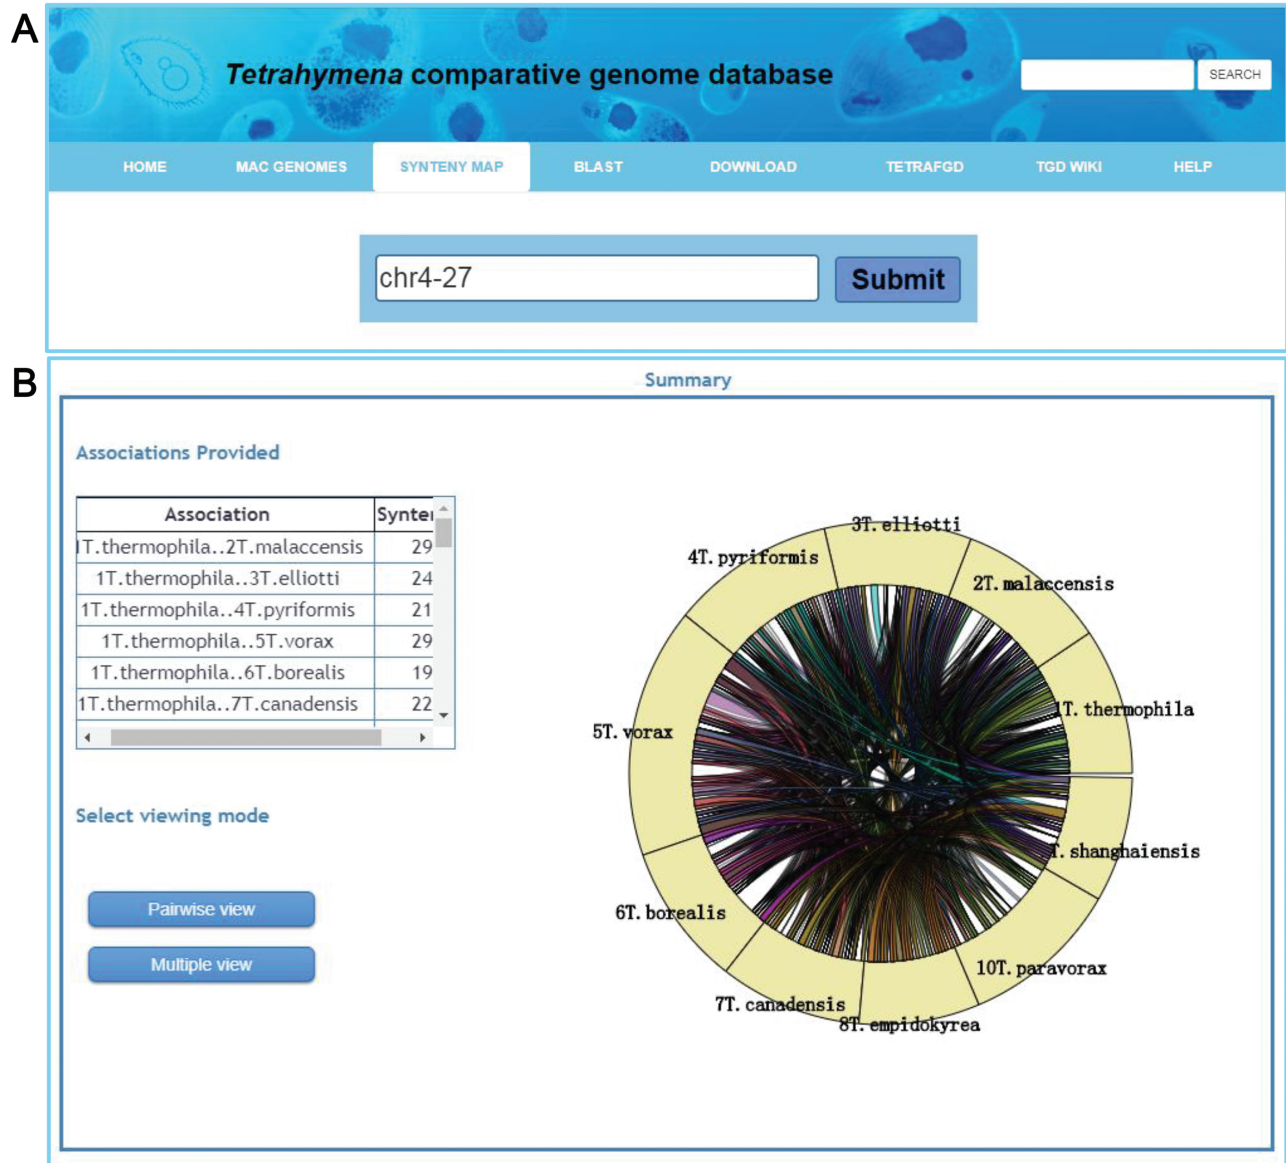 A
Tetrahymena comparative genome database
SEARCH
HOME MAC GENOMES SYNTENY MAP BLAST DOWNLOAD TETRAFGD TGD WIKI HELP
chr4-27 Submit
B
Summary
Associations Provided
Association Synter
1T.thermophila..2T.malaccensis 29
1T.thermophila..3T.elliotti 24
1T.thermophila..4T.pyriformis 21
1T.thermophila..5T.vorax 29
1T.thermophila..6T.borealis 19
1T.thermophila..7T.canadensis 22
Select viewing mode
Pairwise view
Multiple view
3T.elliotti
4T.pyriformis
2T.malaccensis
1T.thermophila
5T.vorax
T.shanghaiensis
6T.borealis
10T.paravorax
7T.canadensis
8T.empidokyrea